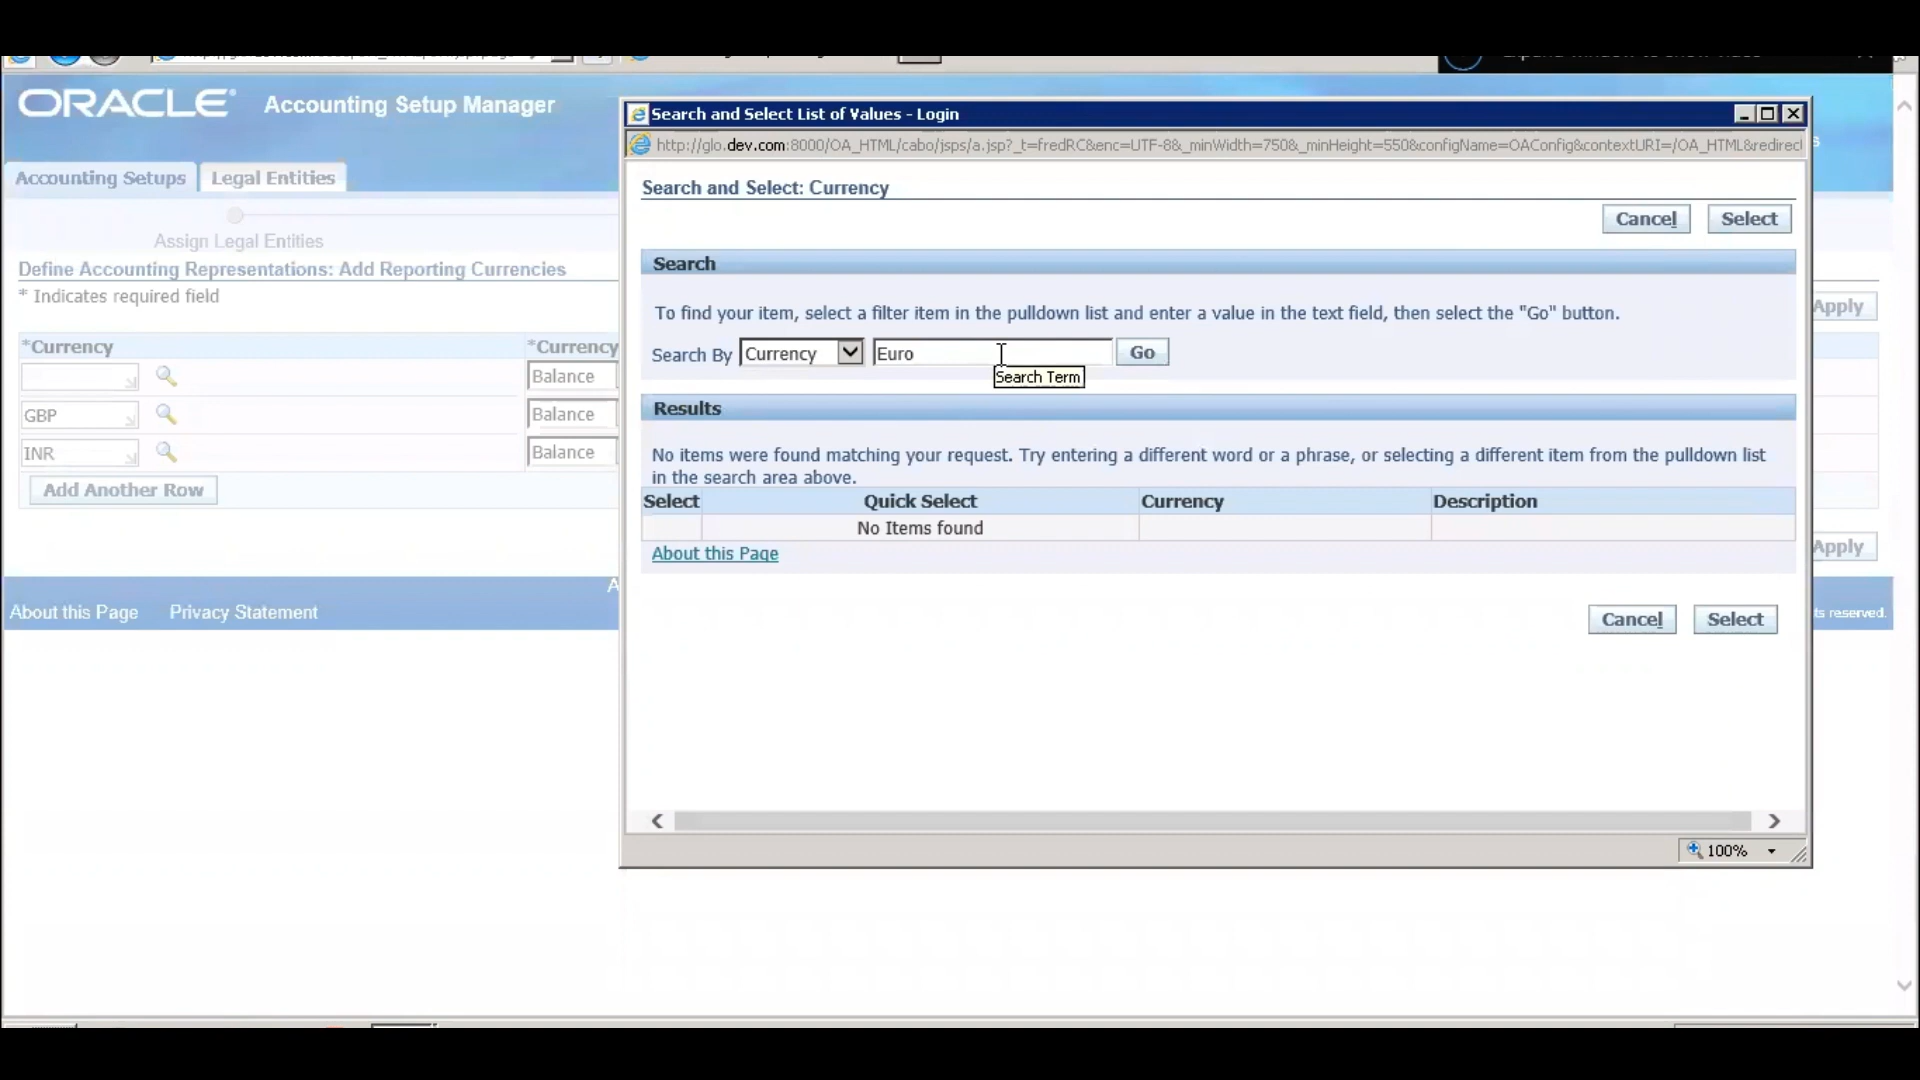 ORACLE® Accounting Setup Manager
Accounting Setups Legal Entities
Assign Legal Entities
Define Accounting Representations: Add Reporting Currencies
* Indicates required field
Apply
*Currency *Currency
Balance
GBP Balance
INR Balance
Add Another Row
Apply
About this Page Privacy Statement
ts reserved.
Search and Select List of Values - Login
http://glo.dev.com:8000/OA_HTML/cabo/jsps/a.jsp?_t=fredRC&enc=UTF-8&_minWidth=750&_minHeight=550&configName=OAConfig&contextURI=/OA_HTML&redirect
Search and Select: Currency
Cancel Select
Search
To find your item, select a filter item in the pulldown list and enter a value in the text field, then select the "Go" button.
Search By Currency Euro Go
Search Term
Results
No items were found matching your request. Try entering a different word or a phrase, or selecting a different item from the pulldown list
in the search area above.
Select Quick Select Currency Description
No Items found
About this Page
Cancel Select
100%